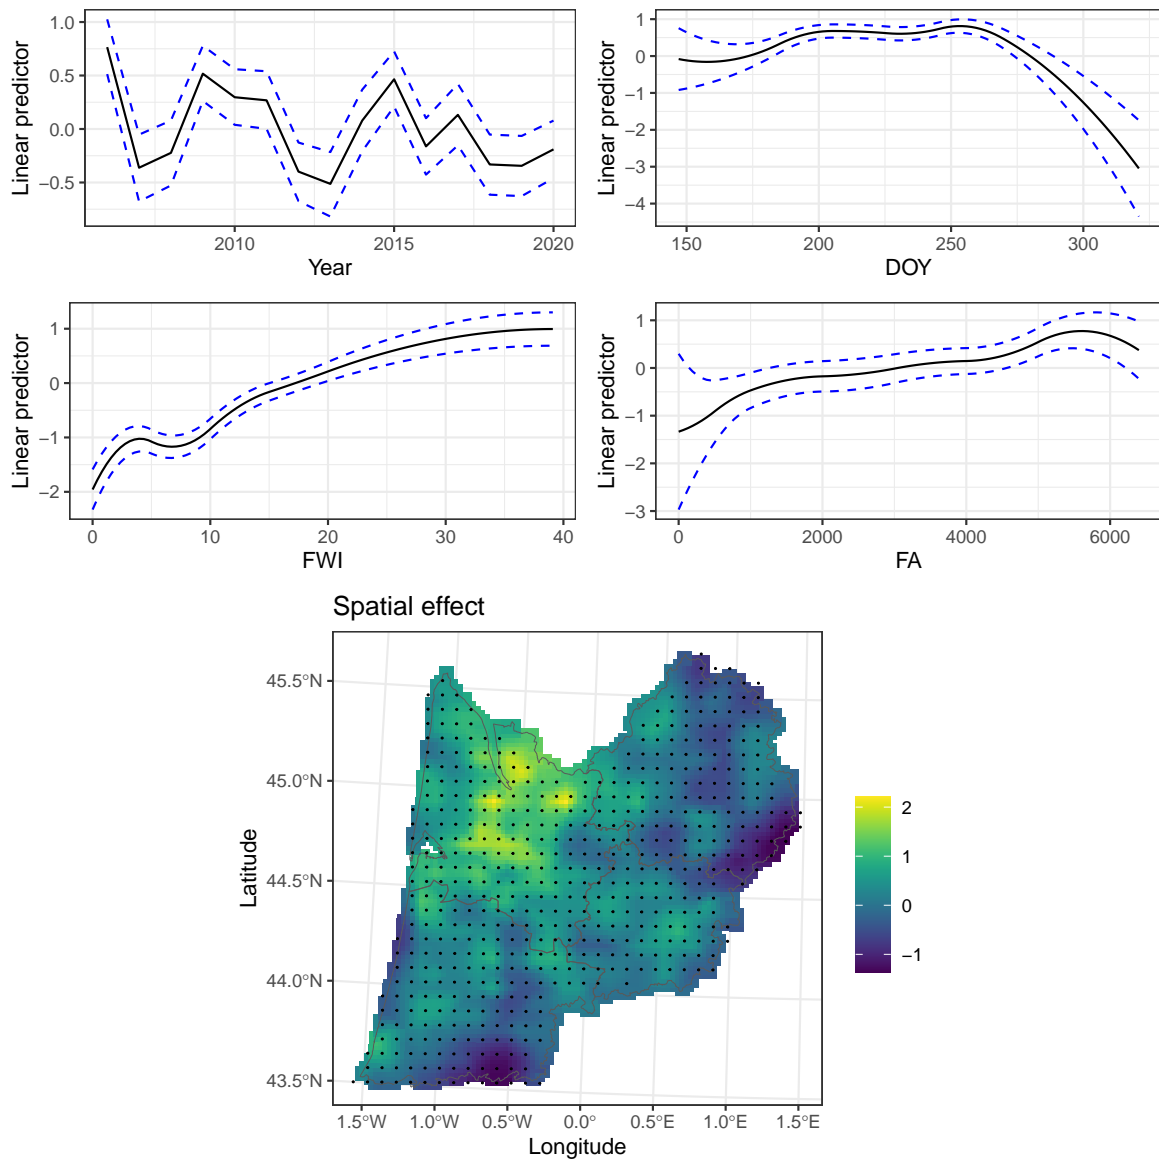 Linear predictor
1.0
0.5
0.0
−0.5
2010 2015 2020
Year
Linear predictor
1
0
−1
−2
−3
−4
150 200 250 300
DOY
Linear predictor
1
0
−1
−2
0 10 20 30 40
FWI
Linear predictor
1
0
−1
−2
−3
0 2000 4000 6000
FA
Spatial effect
Latitude
45.5°N
45.0°N
44.5°N
44.0°N
43.5°N
1.5°W 1.0°W 0.5°W 0.0° 0.5°E 1.0°E 1.5°E
Longitude
2
1
0
−1